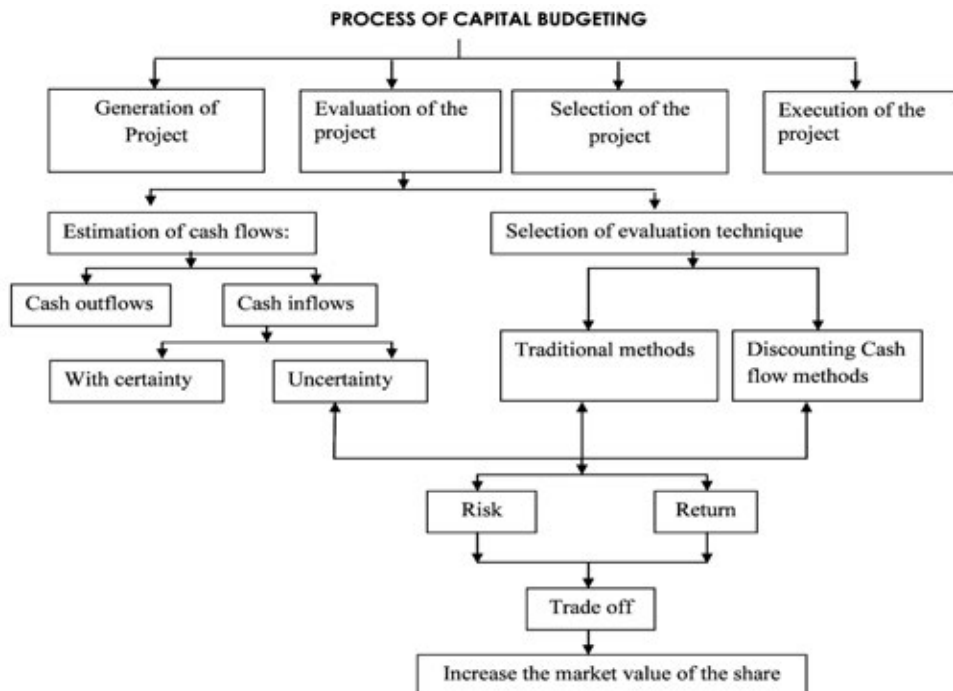 PROCESS OF CAPITAL BUDGETING
Generation of
Project
Evaluation of the
project
Selection of the
project
Execution of the
project
Estimation of cash flows:
Selection of evaluation technique
Cash outflows
Cash inflows
Traditional methods
Discounting Cash
flow methods
With certainty
Uncertainty
Risk
Return
Trade off
Increase the market value of the share